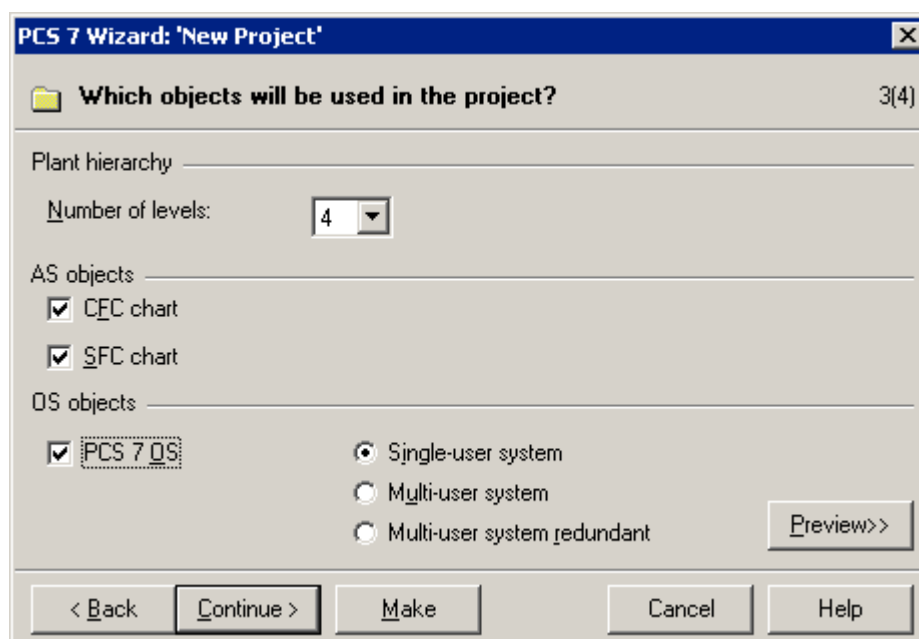 PCS 7 Wizard: 'New Project'
Which objects will be used in the project? 3(4)
Plant hierarchy
Number of levels: 4
AS objects
CFC chart
SFC chart
OS objects
PCS 7 OS Single-user system
Multi-user system
Multi-user system redundant
Preview>>
< Back Continue > Make Cancel Help